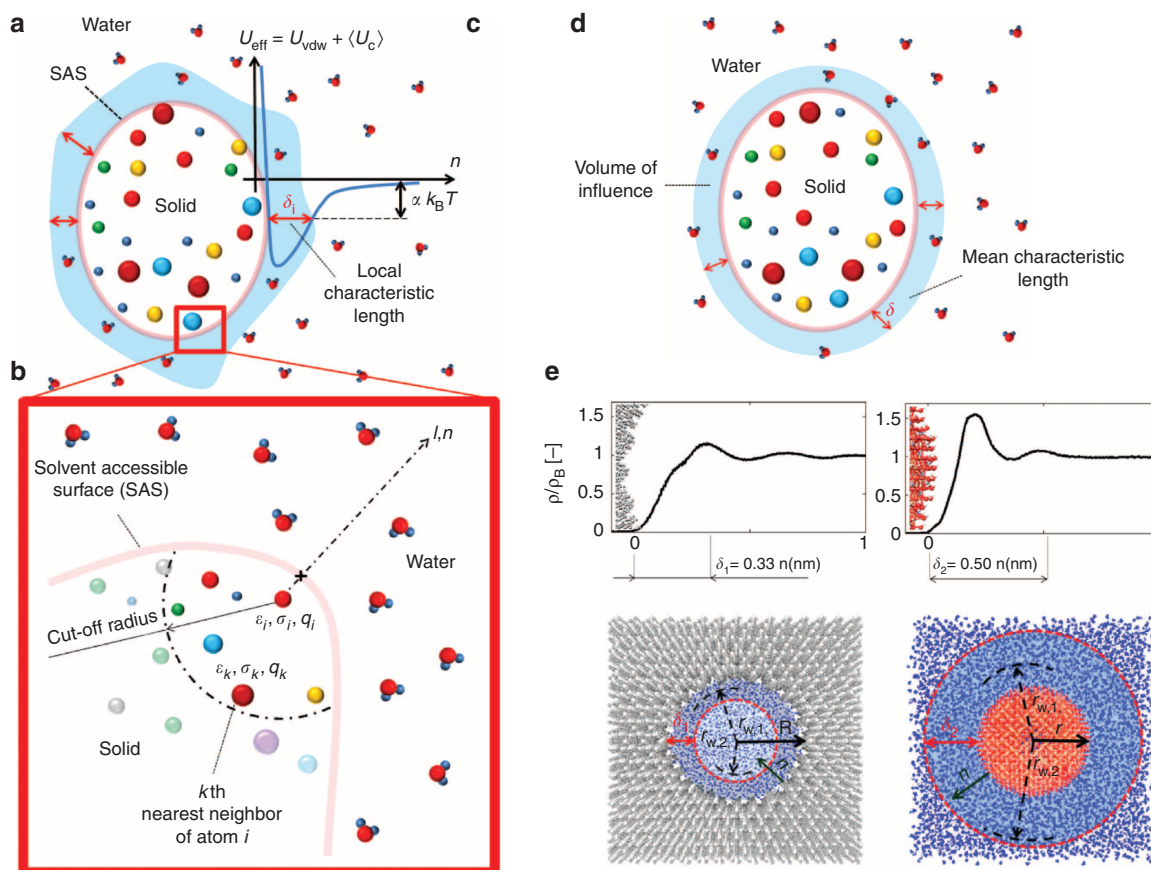 a
Water
SAS
Solid
c
U_eff = U_vdw + ⟨U_c⟩
n
α k_B T
δ_i
Local
characteristic
length
b
Solvent accessible
surface (SAS)
l,n
Water
Cut-off radius
ε_i, σ_i, q_i
ε_k, σ_k, q_k
Solid
kth
nearest neighbor
of atom i
d
Water
Volume of
influence
Solid
Mean characteristic
length
δ
e
ρ/ρ_B [–]
1.5
1
0.5
0
0
1
δ_1= 0.33 n(nm)
1.5
1
0.5
0
0
δ_2= 0.50 n(nm)
δ_1
r_w,1
r_w,2
R
n
δ_2
r_w,1
r
r_w,2
n